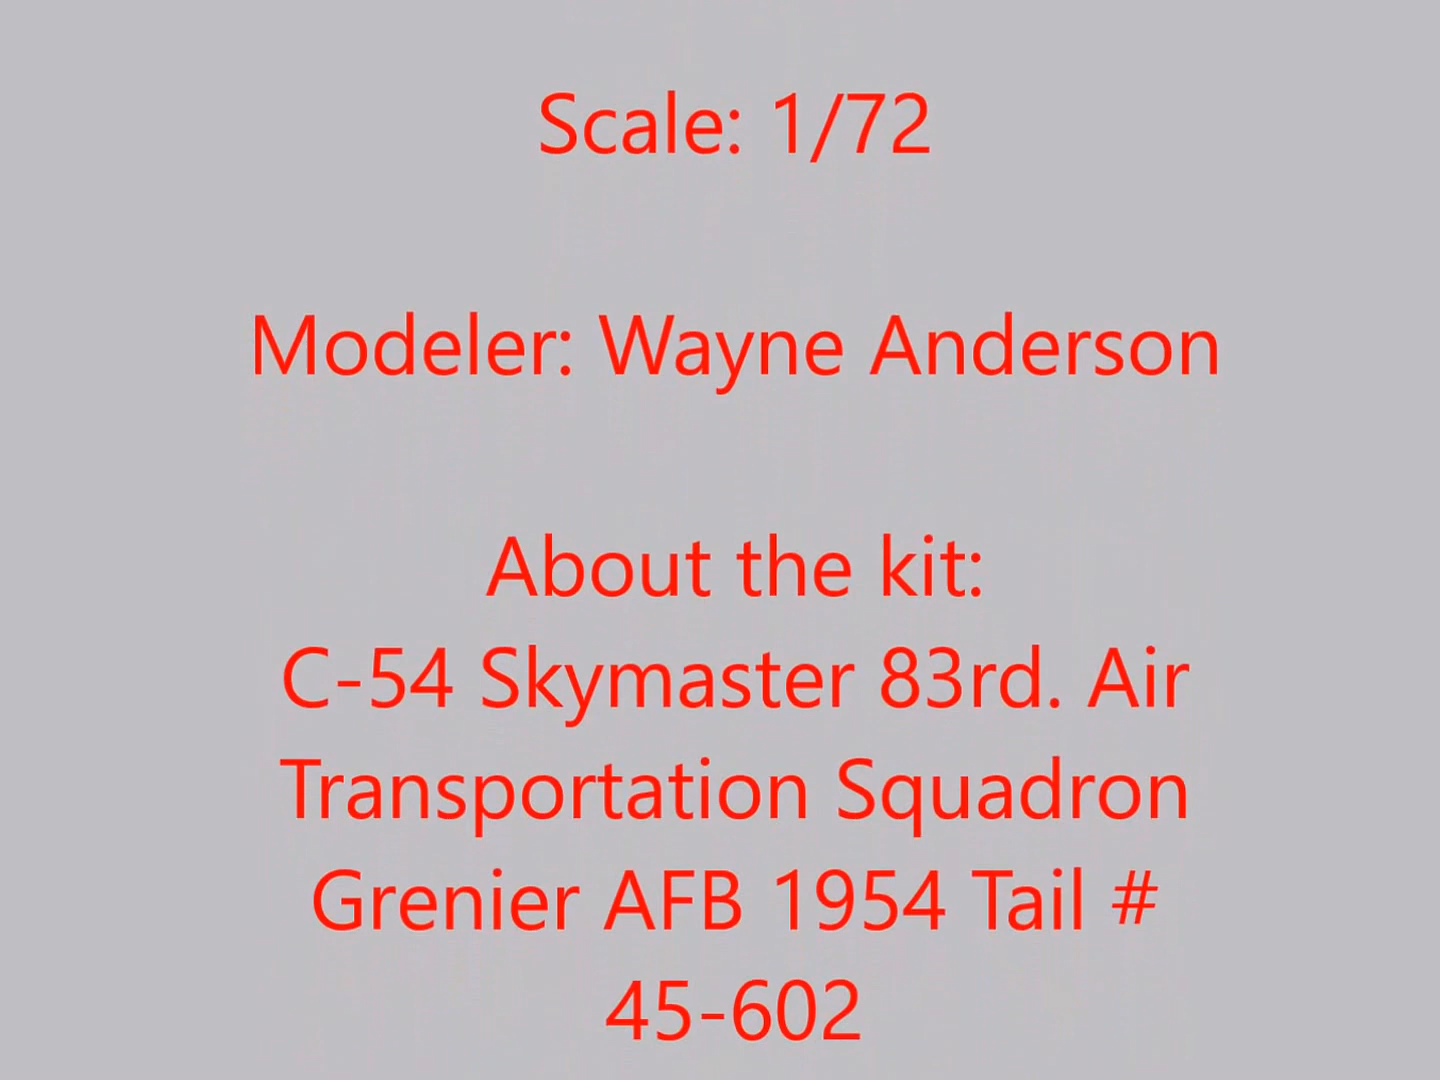 Scale: 1/72
Modeler: Wayne Anderson
About the kit:
C-54 Skymaster 83rd. Air
Transportation Squadron
Grenier AFB 1954 Tail #
45-602